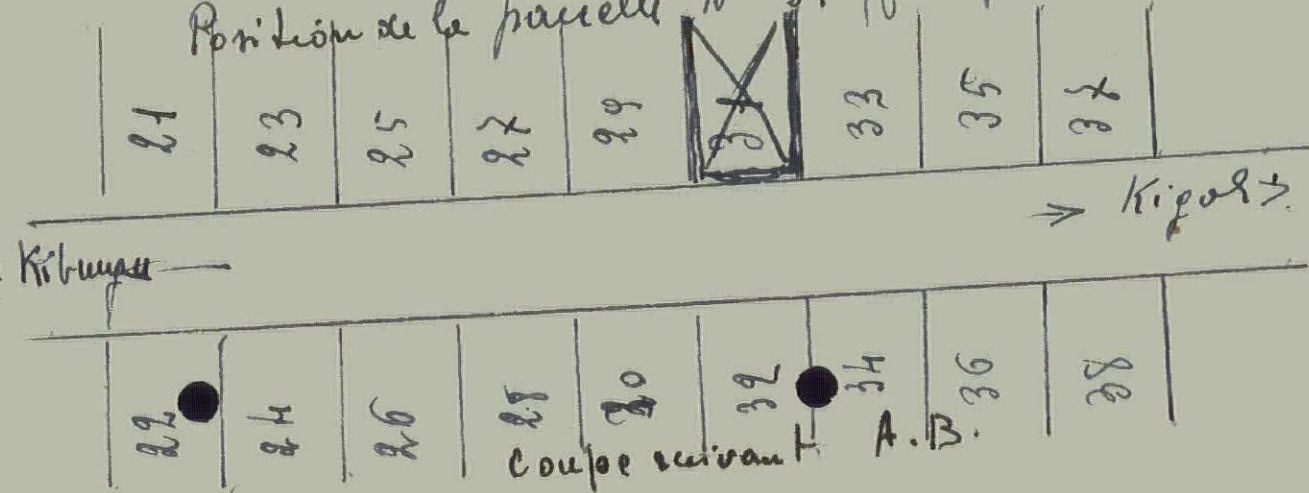 Position de la parcelle N°
21 23 25 27 29 31 33 35 37
→ Kigali
Kibuye
22 24 26 28 30 32 34 36 38
Coupe suivant A.B.